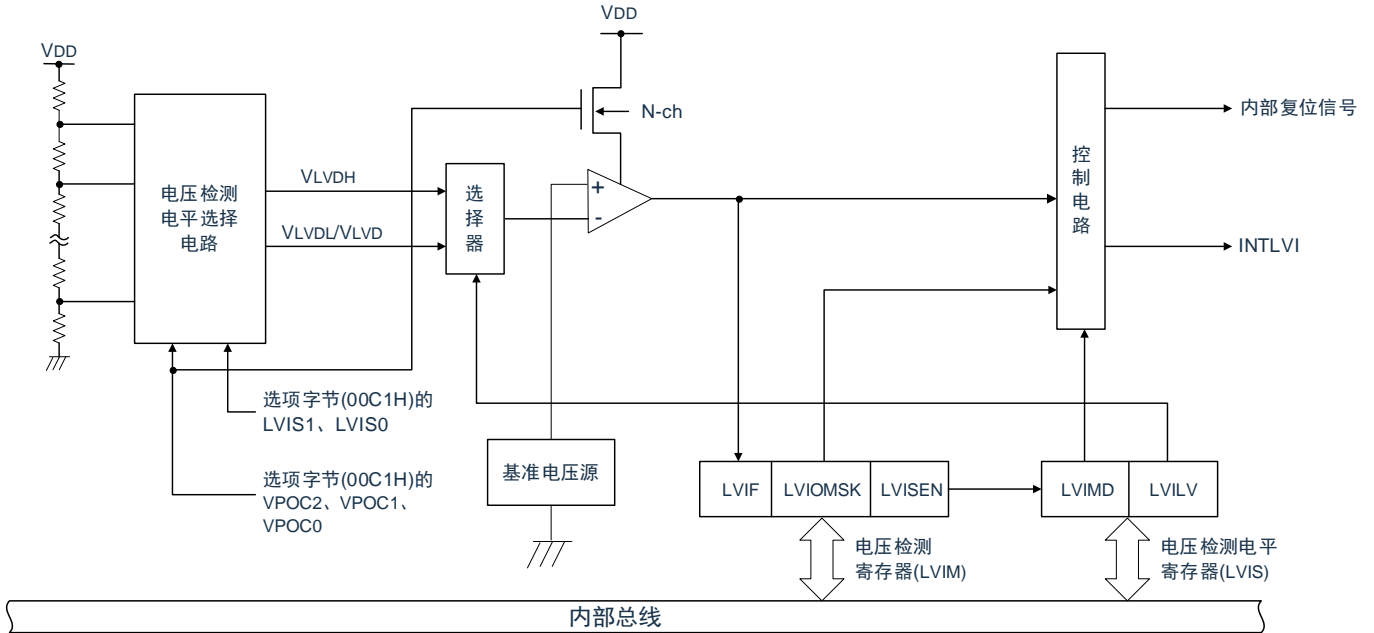 VDD
VDD
N-ch
内部复位信号
电压检测
电平选择
电路
VLVDH
VLVDL/VLVD
选
择
器
+
-
控
制
电
路
INTLVI
选项字节(00C1H)的
LVIS1、LVIS0
选项字节(00C1H)的
VPOC2、VPOC1、
VPOC0
基准电压源
LVIF
LVIOMSK
LVISEN
LVIMD
LVILV
电压检测
寄存器(LVIM)
电压检测电平
寄存器(LVIS)
内部总线